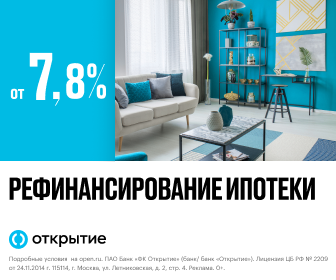 от 7,8%
РЕФИНАНСИРОВАНИЕ ИПОТЕКИ
открытие
Подробные условия на open.ru. ПАО Банк «ФК Открытие» (банк/ банк «Открытие»). Лицензия ЦБ РФ № 2209
от 24.11.2014 г. 115114, г. Москва, ул. Летниковская, д. 2, стр. 4. Реклама. 0+.